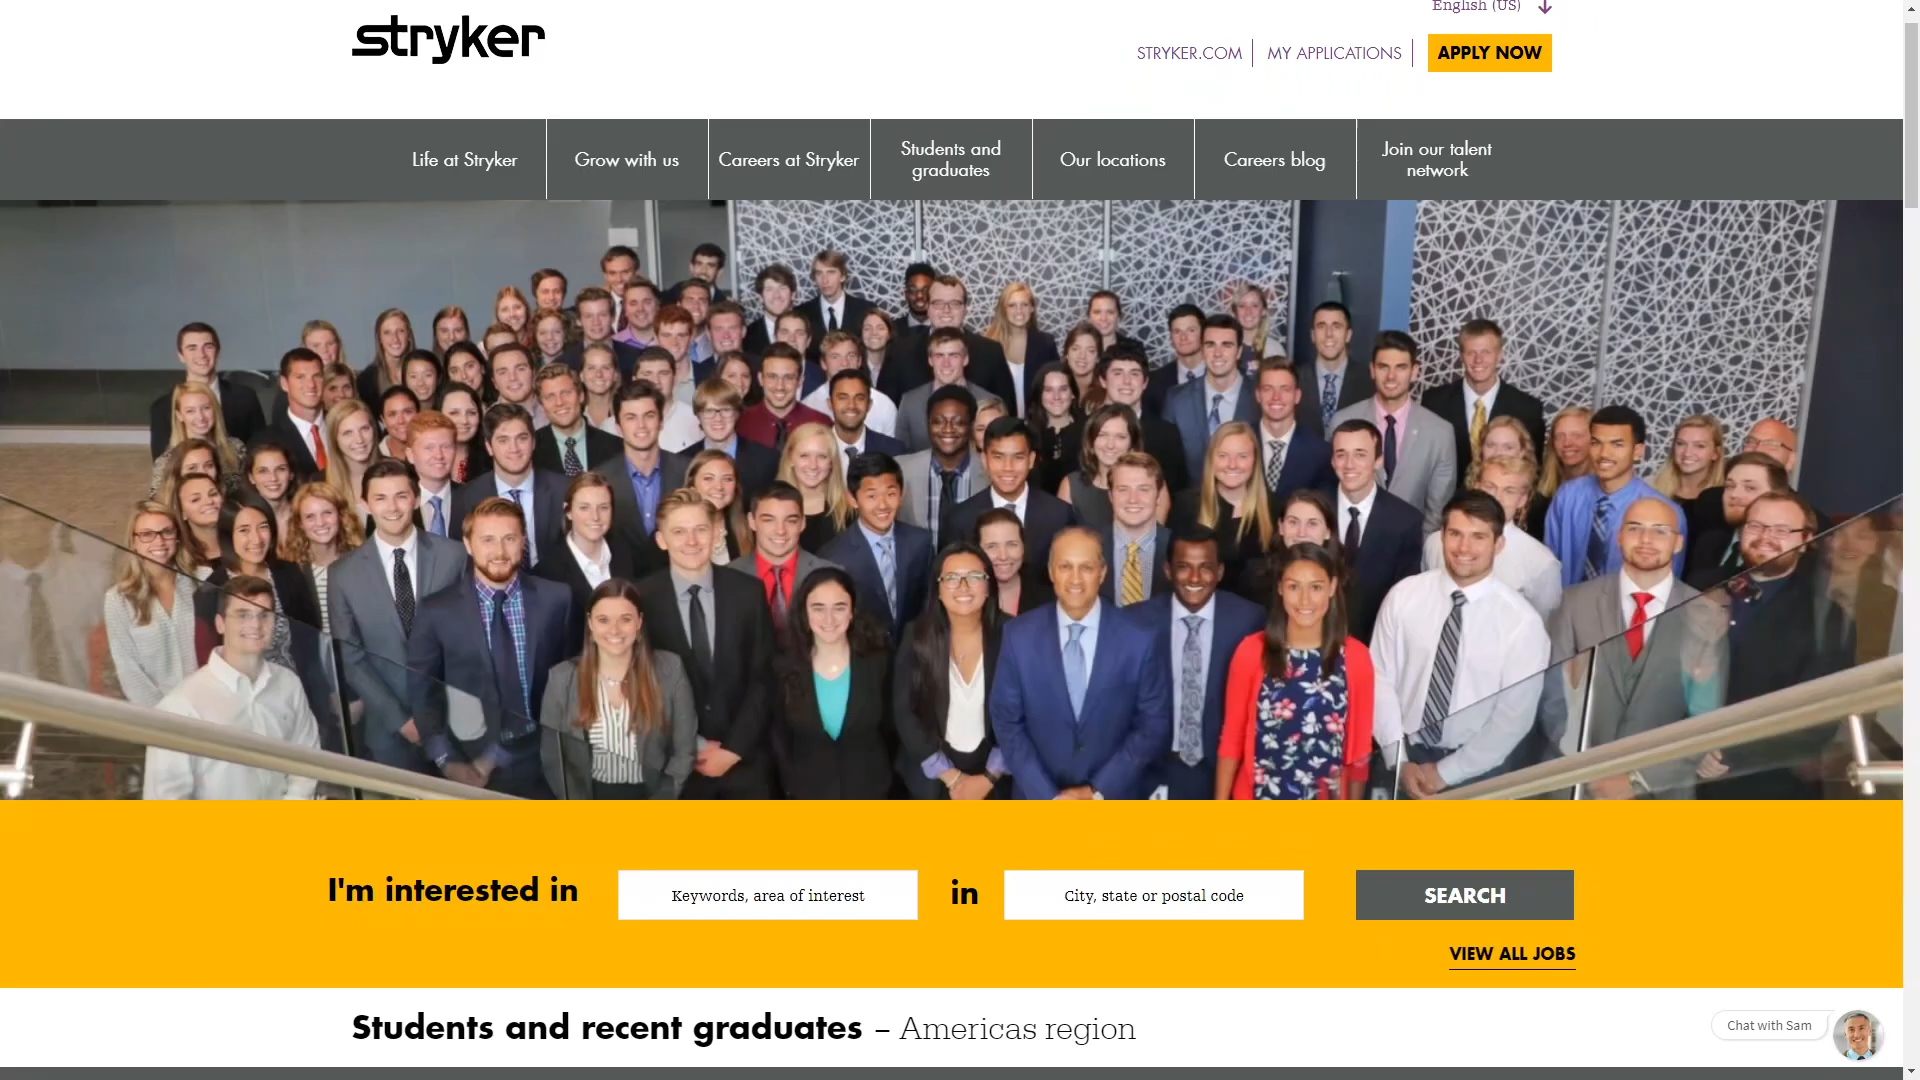 English (US)
stryker
STRYKER.COM
MY APPLICATIONS
APPLY NOW
Life at Stryker
Grow with us
Careers at Stryker
Students and
graduates
Our locations
Careers blog
Join our talent
network
I'm interested in
Keywords, area of interest
in
City, state or postal code
SEARCH
VIEW ALL JOBS
Students and recent graduates – Americas region
Chat with Sam